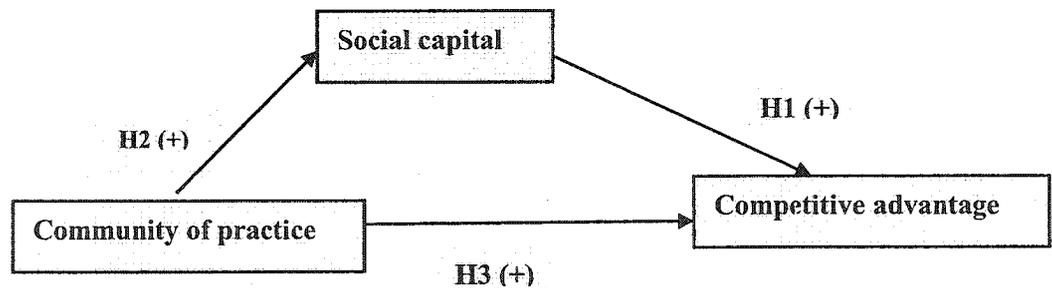 Social capital
H1 (+)
H2 (+)
Competitive advantage
Community of practice
H3 (+)